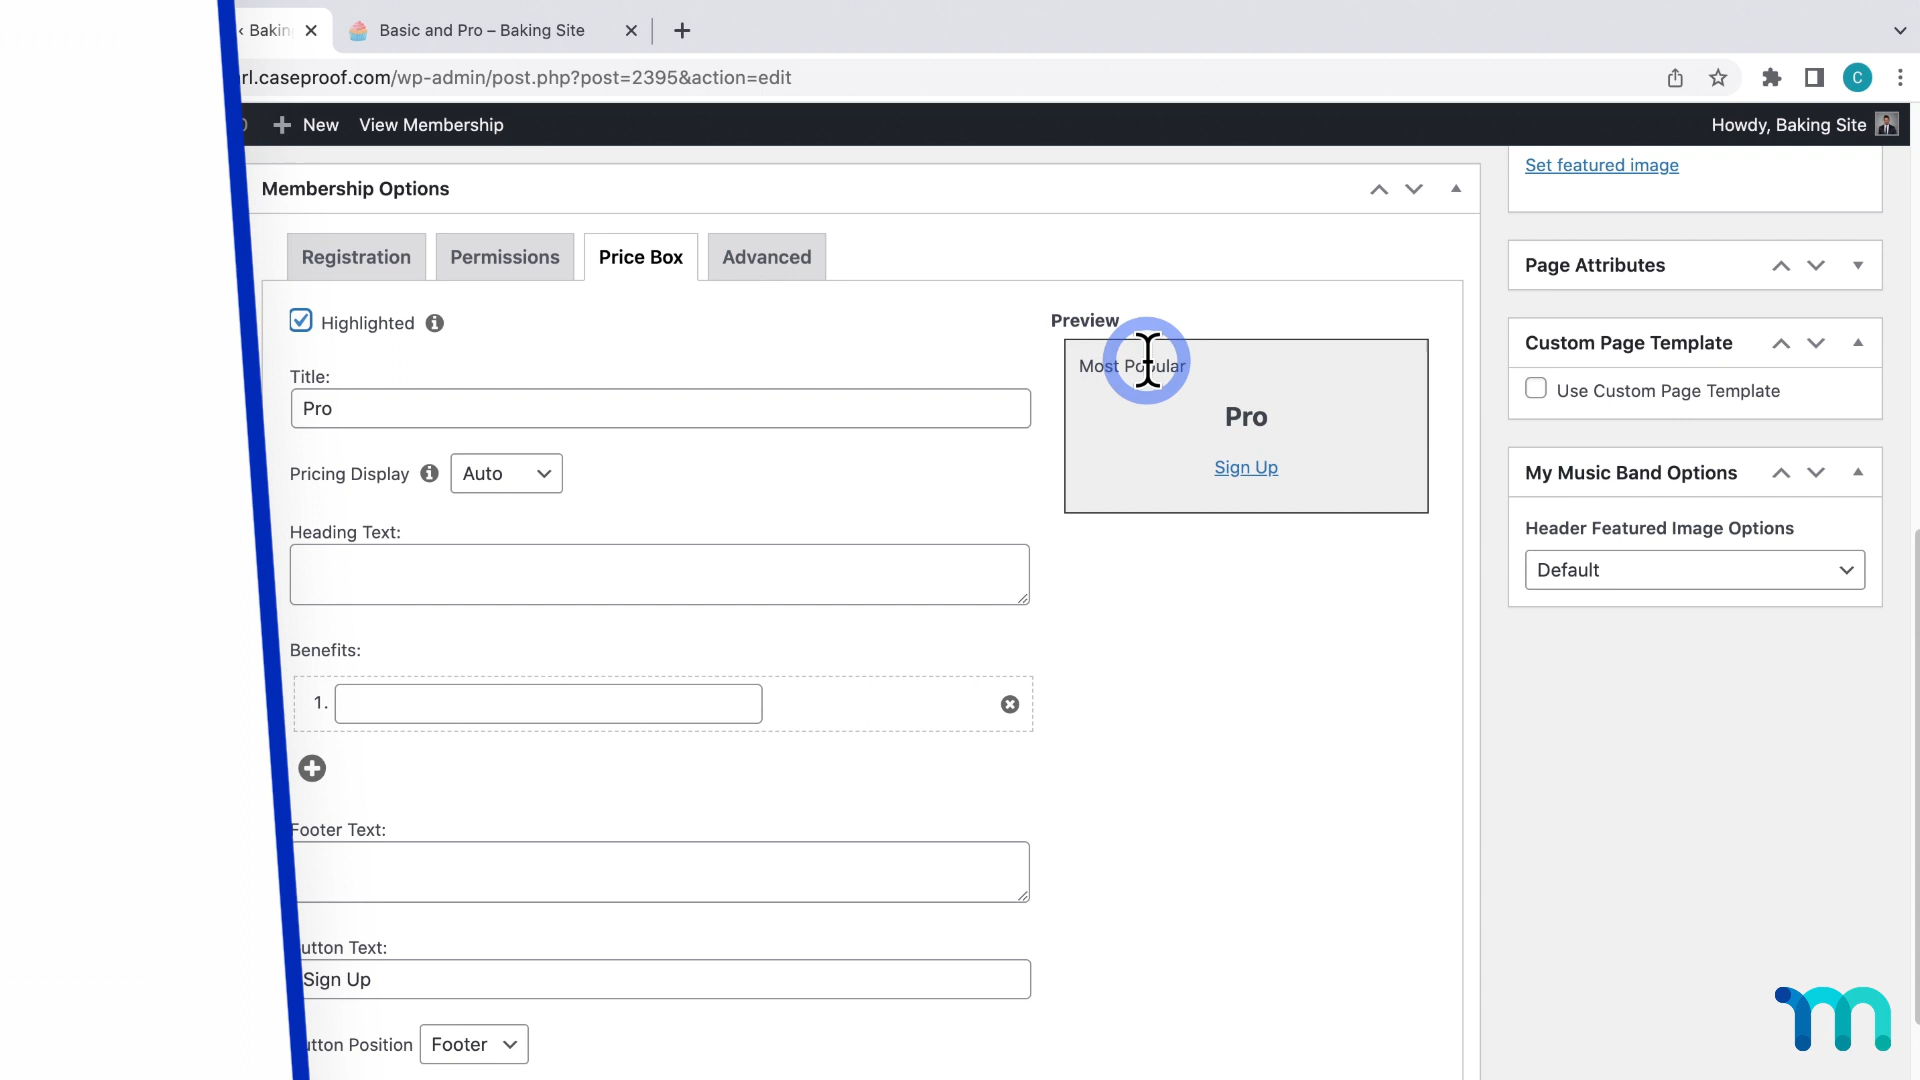 ‹ Bakin
Basic and Pro – Baking Site
rl.caseproof.com/wp-admin/post.php?post=2395&action=edit
C
New
View Membership
Howdy, Baking Site
Set featured image
Membership Options
Registration
Permissions
Price Box
Advanced
Page Attributes
Highlighted
Preview
Most Popular
Custom Page Template
Title:
Use Custom Page Template
Pro
Pro
Pricing Display
Auto
Sign Up
My Music Band Options
Heading Text:
Header Featured Image Options
Default
Benefits:
1.
Footer Text:
utton Text:
Sign Up
utton Position
Footer
m